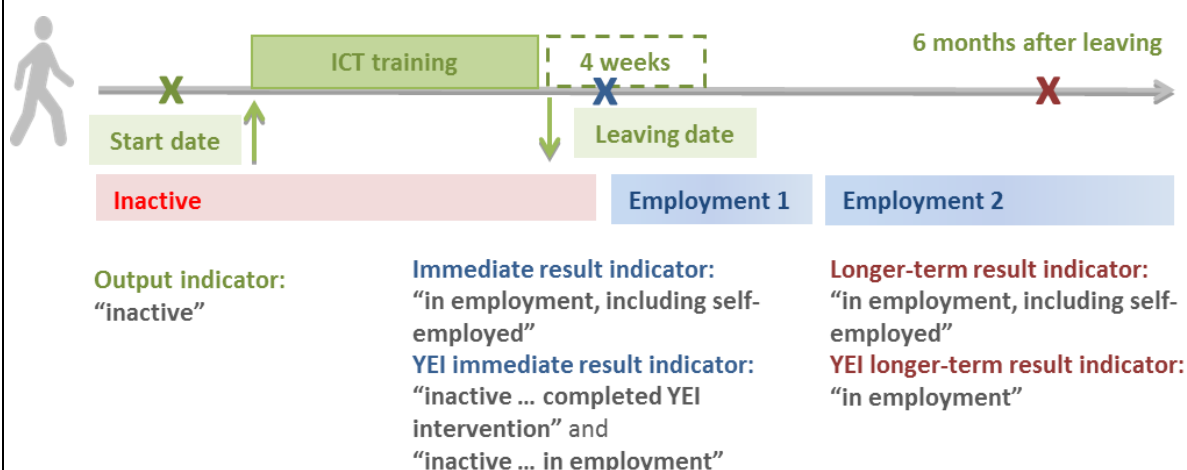 6 months after leaving
ICT training
4 weeks
X
X
X
Start date
Leaving date
Inactive
Employment 1
Employment 2
Output indicator:
“inactive”
Immediate result indicator:
“in employment, including self-
employed”
YEI immediate result indicator:
“inactive ... completed YEI
intervention” and
“inactive ... in employment”
Longer-term result indicator:
“in employment, including self-
employed”
YEI longer-term result indicator:
“in employment”